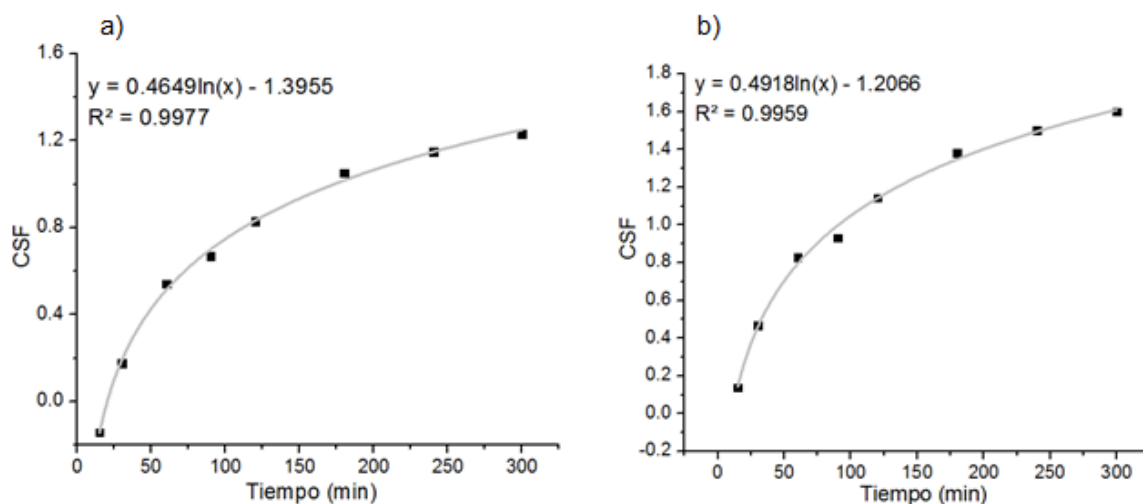 a)
1.6
y = 0.4649ln(x) - 1.3955
R² = 0.9977
1.2
0.8
CSF
0.4
0.0
0 50 100 150 200 250 300
Tiempo (min)
b)
1.8
y = 0.4918ln(x) - 1.2066
1.6
R² = 0.9959
1.4
1.2
1.0
CSF
0.8
0.6
0.4
0.2
0.0
-0.2
0 50 100 150 200 250 300
Tiempo (min)